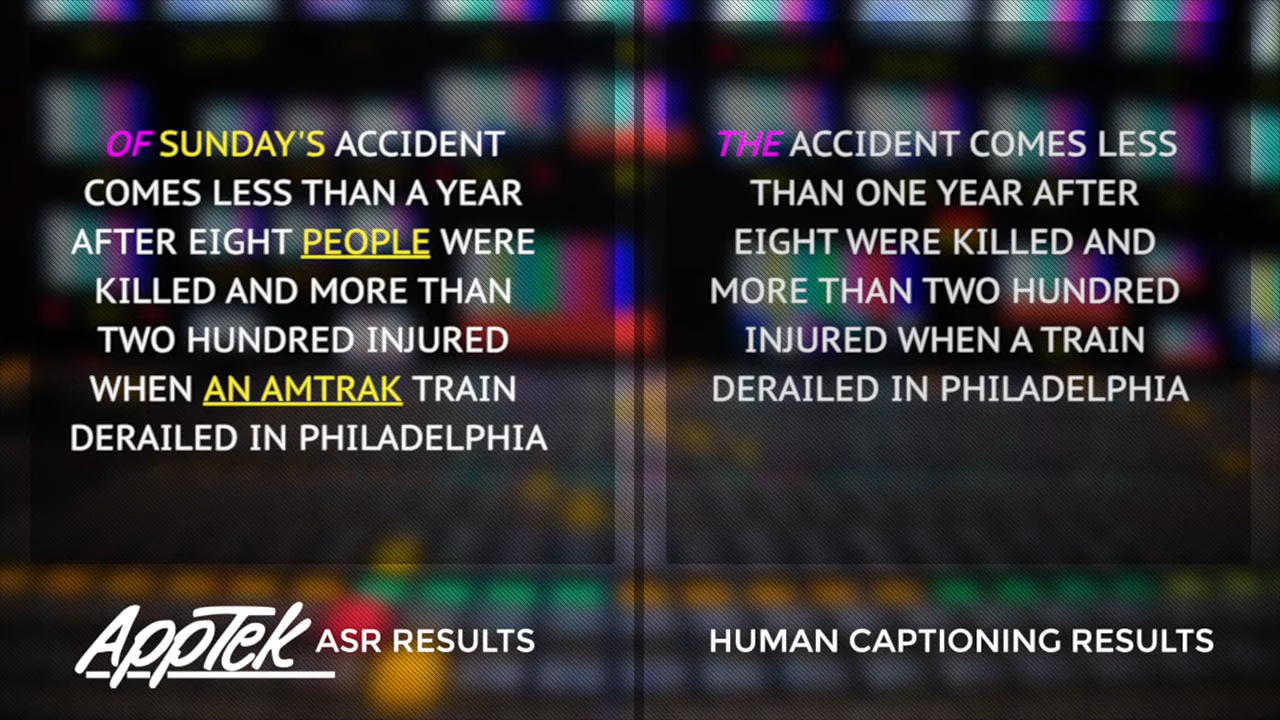 OF SUNDAY'S ACCIDENT
COMES LESS THAN A YEAR
AFTER EIGHT PEOPLE WERE
KILLED AND MORE THAN
TWO HUNDRED INJURED
WHEN AN AMTRAK TRAIN
DERAILED IN PHILADELPHIA
AppTek ASR RESULTS
THE ACCIDENT COMES LESS
THAN ONE YEAR AFTER
EIGHT WERE KILLED AND
MORE THAN TWO HUNDRED
INJURED WHEN A TRAIN
DERAILED IN PHILADELPHIA
HUMAN CAPTIONING RESULTS